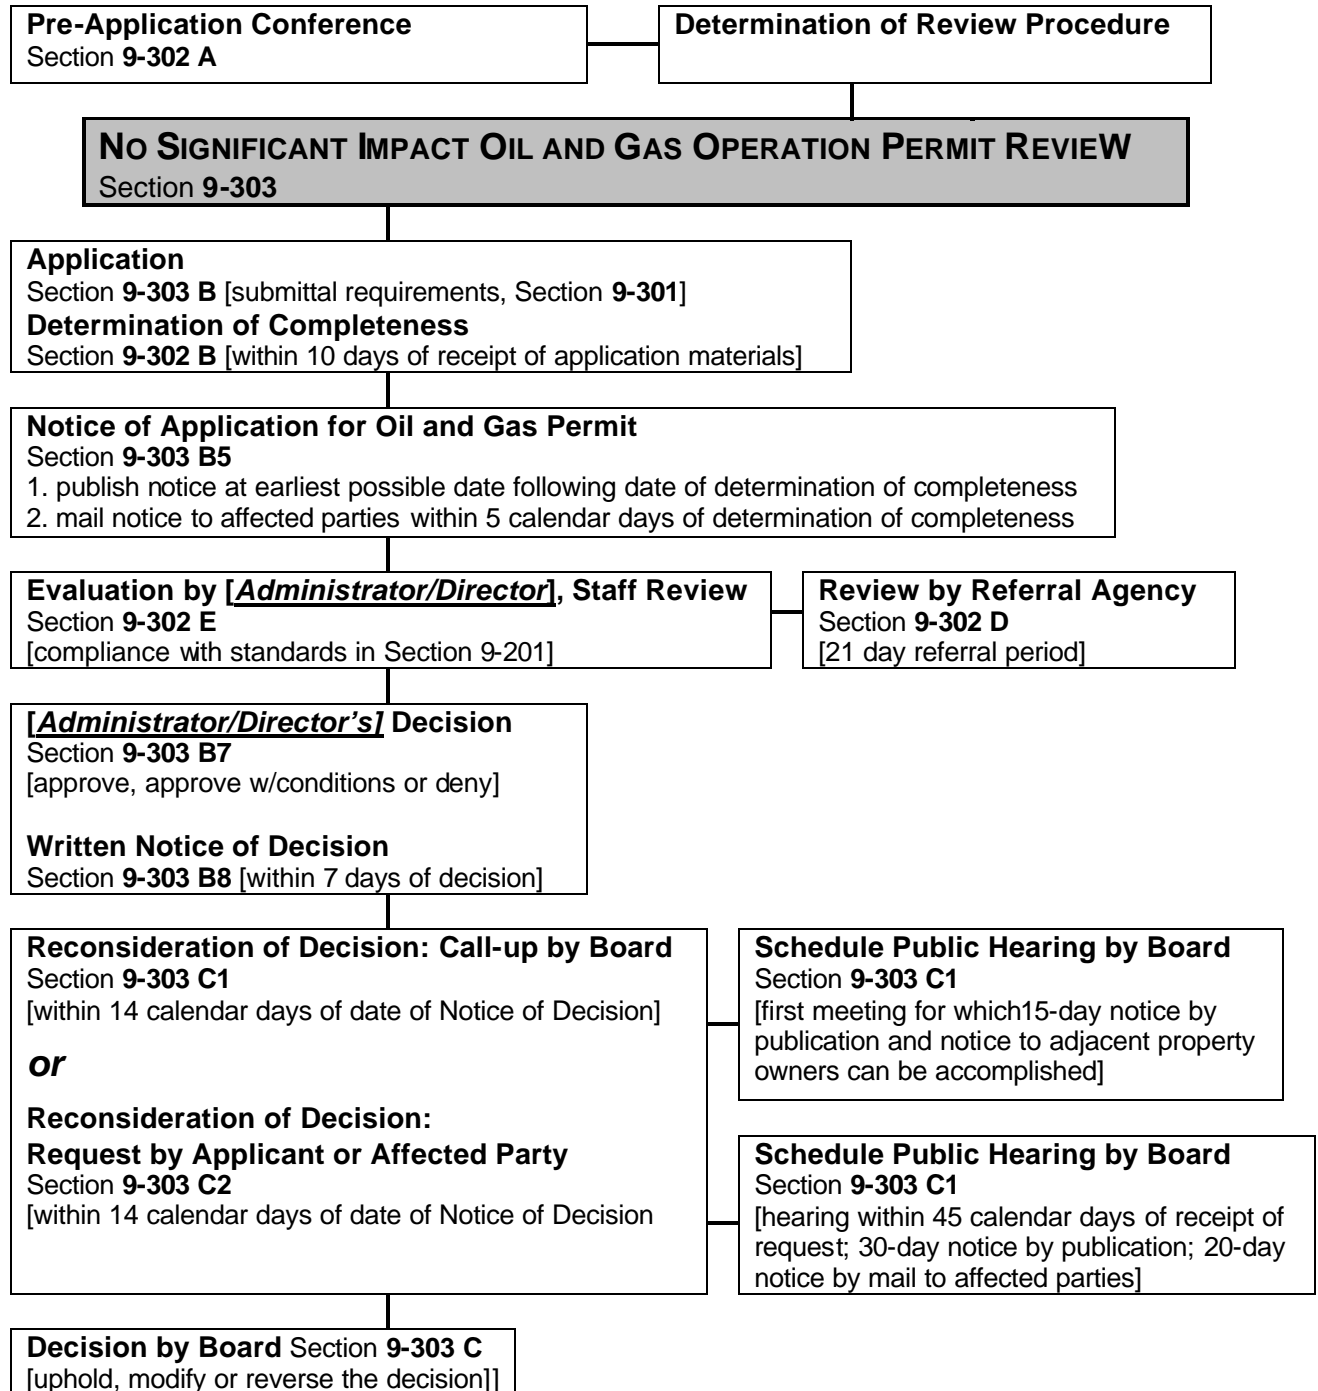 Pre-Application Conference
Section 9-302 A
Determination of Review Procedure
NO SIGNIFICANT IMPACT OIL AND GAS OPERATION PERMIT REVIEW
Section 9-303
Application
Section 9-303 B [submittal requirements, Section 9-301]
Determination of Completeness
Section 9-302 B [within 10 days of receipt of application materials]
Notice of Application for Oil and Gas Permit
Section 9-303 B5
1. publish notice at earliest possible date following date of determination of completeness
2. mail notice to affected parties within 5 calendar days of determination of completeness
Evaluation by [Administrator/Director], Staff Review
Section 9-302 E
[compliance with standards in Section 9-201]
Review by Referral Agency
Section 9-302 D
[21 day referral period]
[Administrator/Director's] Decision
Section 9-303 B7
[approve, approve w/conditions or deny]
Written Notice of Decision
Section 9-303 B8 [within 7 days of decision]
Reconsideration of Decision: Call-up by Board
Section 9-303 C1
[within 14 calendar days of date of Notice of Decision]
or
Reconsideration of Decision:
Request by Applicant or Affected Party
Section 9-303 C2
[within 14 calendar days of date of Notice of Decision
Schedule Public Hearing by Board
Section 9-303 C1
[first meeting for which15-day notice by
publication and notice to adjacent property
owners can be accomplished]
Schedule Public Hearing by Board
Section 9-303 C1
[hearing within 45 calendar days of receipt of
request; 30-day notice by publication; 20-day
notice by mail to affected parties]
Decision by Board Section 9-303 C
[uphold, modify or reverse the decision]]